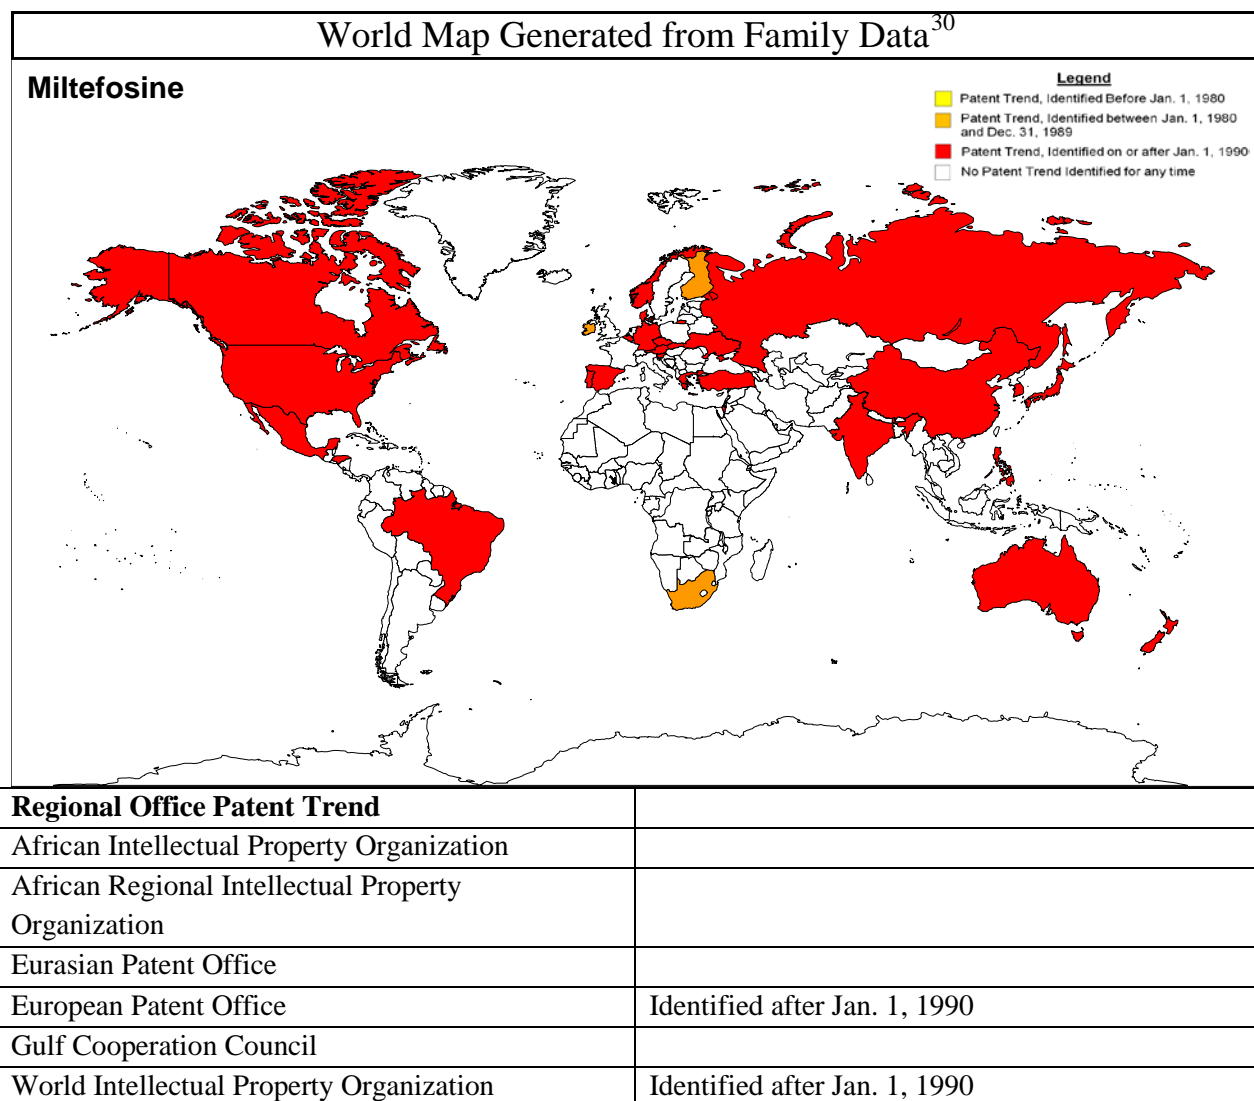 World Map Generated from Family Data30
Miltefosine
Legend
Patent Trend, Identified Before Jan. 1, 1980
Patent Trend, Identified between Jan. 1, 1980
and Dec. 31, 1989
Patent Trend, Identified on or after Jan. 1, 1990
No Patent Trend Identified for any time
Regional Office Patent Trend
African Intellectual Property Organization
African Regional Intellectual Property
Organization
Eurasian Patent Office
European Patent Office Identified after Jan. 1, 1990
Gulf Cooperation Council
World Intellectual Property Organization Identified after Jan. 1, 1990